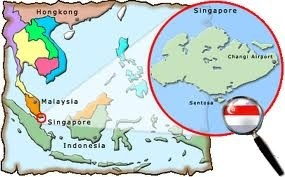 Hongkong
Singapore
Changi Airport
Sentosa
Malaysia
Singapore
Indonesia